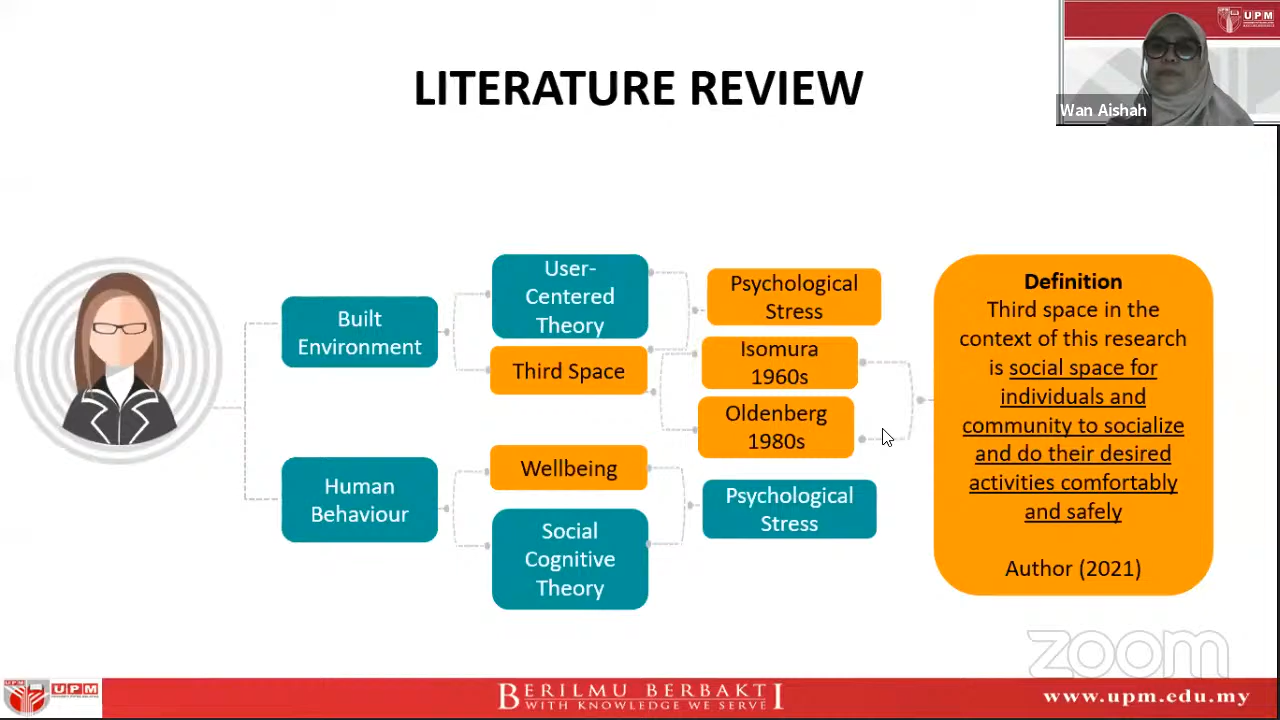 UPM
Wan Aishah
LITERATURE REVIEW
Built
Environment
Human
Behaviour
User-
Centered
Theory
Third Space
Wellbeing
Social
Cognitive
Theory
Psychological
Stress
Isomura
1960s
Oldenberg
1980s
Psychological
Stress
Definition
Third space in the
context of this research
is social space for
individuals and
community to socialize
and do their desired
activities comfortably
and safely
Author (2021)
zoom
UPM
BERILMU BERBAKTI
WITH KNOWLEDGE WE SERVE
www.upm.edu.my